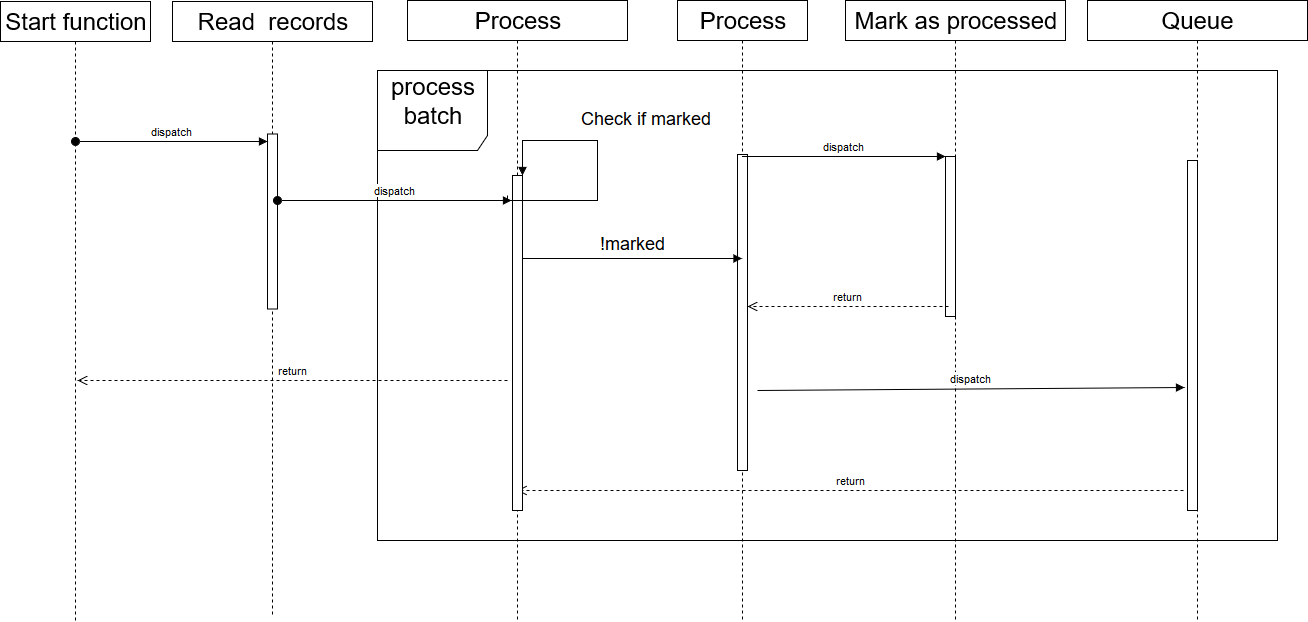 Start function
Read  records
Process
Process
Mark as processed
Queue
process
batch
Check if marked
dispatch
dispatch
dispatch
!marked
return
return
dispatch
return